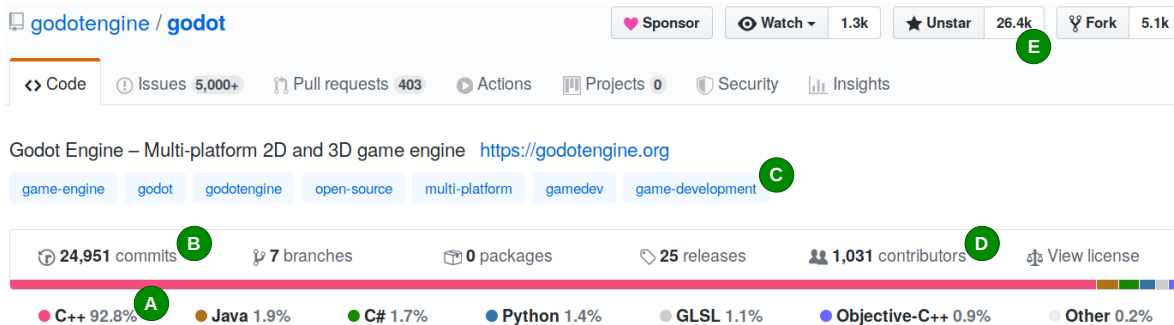 godotengine / godot Sponsor Watch 1.3k Unstar 26.4k Fork 5.1k
E
Code Issues 5,000+ Pull requests 403 Actions Projects 0 Security Insights
Godot Engine – Multi-platform 2D and 3D game engine https://godotengine.org
game-engine godot godotengine open-source multi-platform gamedev game-development C
24,951 commits B 7 branches 0 packages 25 releases 1,031 contributors D View license
C++ 92.8% A Java 1.9% C# 1.7% Python 1.4% GLSL 1.1% Objective-C++ 0.9% Other 0.2%